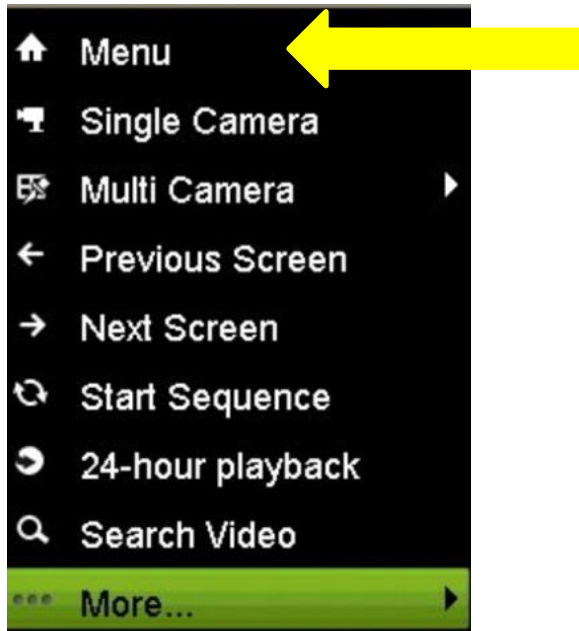 Menu
Single Camera
Multi Camera
Previous Screen
Next Screen
Start Sequence
24-hour playback
Search Video
More...